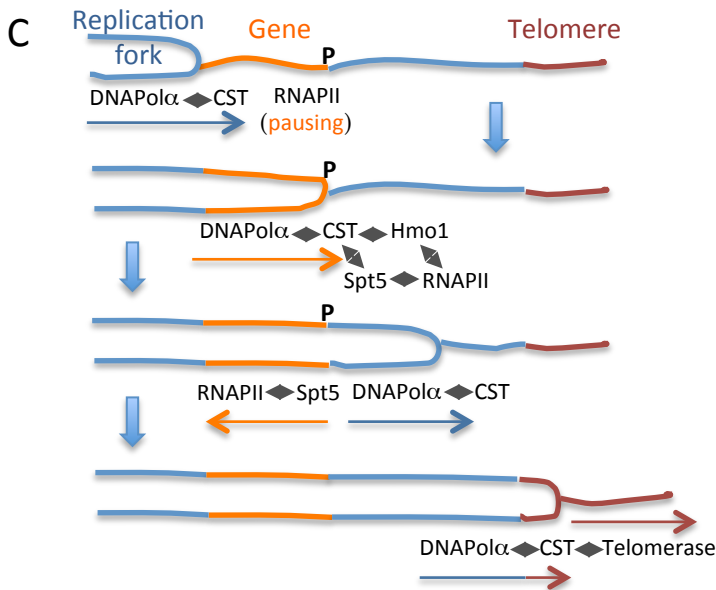 C
Replication fork
Gene
P
Telomere
DNAPolα CST
RNAPII
(pausing)
P
DNAPolα CST Hmo1
Spt5 RNAPII
P
RNAPII Spt5
DNAPolα CST
DNAPolα CST Telomerase